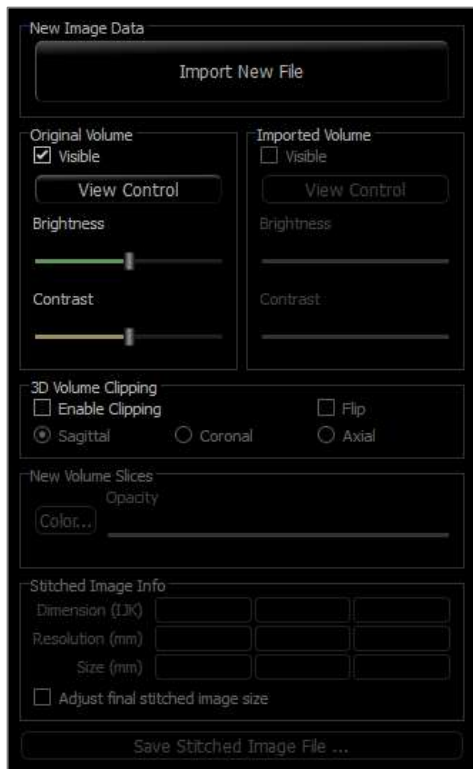 New Image Data
Import New File
Original Volume
Visible
View Control
Brightness
Contrast
Imported Volume
Visible
View Control
Brightness
Contrast
3D Volume Clipping
Enable Clipping Flip
Sagittal Coronal Axial
New Volume Slices
Opacity
Color...
Stitched Image Info
Dimension (IJK)
Resolution (mm)
Size (mm)
Adjust final stitched image size
Save Stitched Image File ...